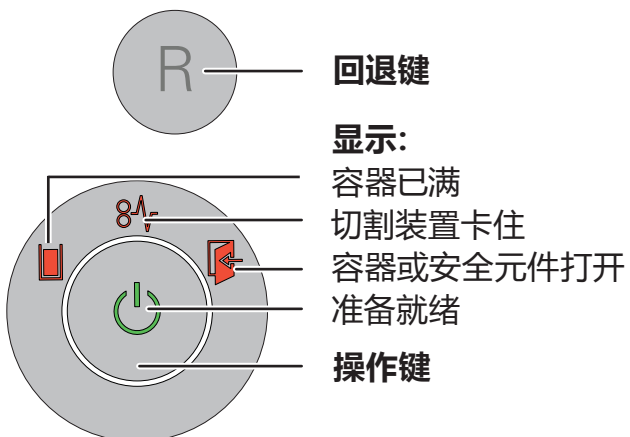 R
回退键
显示:
容器已满
切割装置卡住
容器或安全元件打开
准备就绪
操作键